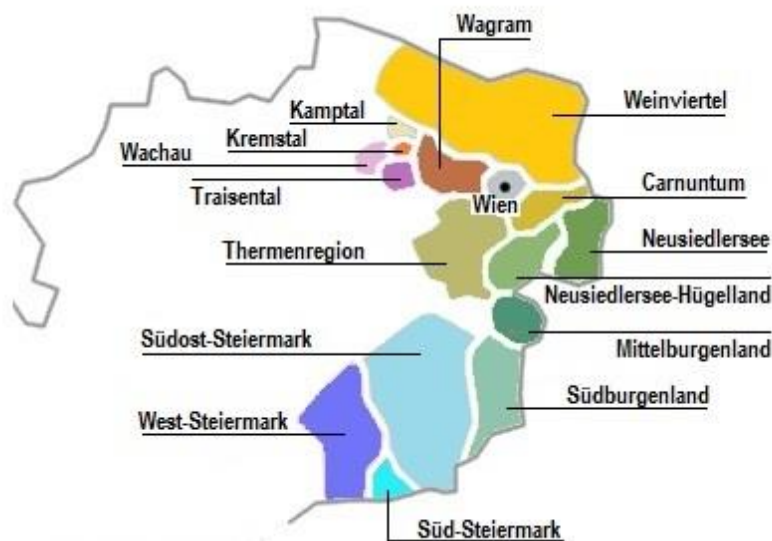 Wagram
Weinviertel
Kamptal
Kremstal
Wachau
Traisental
Wien
Carnuntum
Thermenregion
Neusiedlersee
Neusiedlersee-Hügelland
Südost-Steiermark
Mittelburgenland
Südburgenland
West-Steiermark
Süd-Steiermark